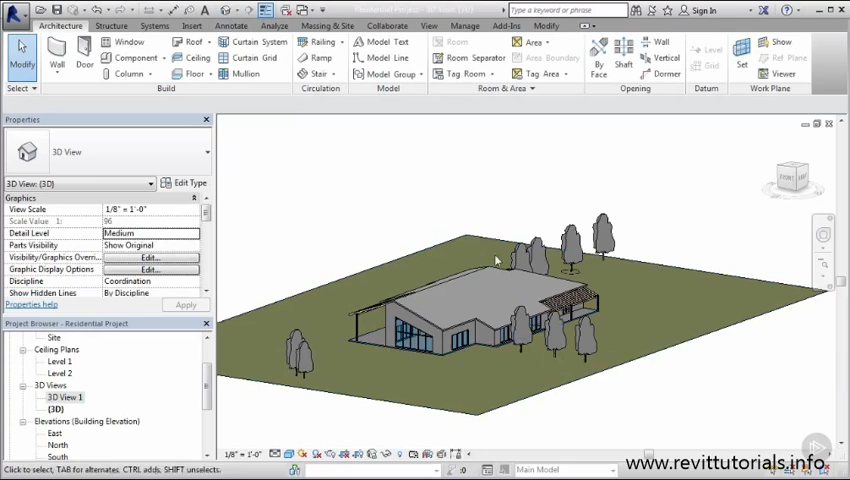 Type a keyword or phrase
Sign In
Architecture Structure Systems Insert Annotate Analyze Massing & Site Collaborate View Manage Add-Ins Modify
Modify Wall Door Window Roof Curtain System Railing Model Text Room Area By Face Shaft Wall Level Set Show
Component Ceiling Curtain Grid Ramp Model Line Room Separator Area Boundary Vertical Grid Ref Plane
Column Floor Mullion Stair Model Group Tag Room Tag Area Dormer Viewer
Select Build Circulation Model Room & Area Opening Datum Work Plane
Properties
3D View
3D View: {3D} Edit Type
Graphics
View Scale 1/8" = 1'-0"
Scale Value 1: 96
Detail Level Medium
Parts Visibility Show Original
Visibility/Graphics Overri... Edit...
Graphic Display Options Edit...
Discipline Coordination
Show Hidden Lines By Discipline
Properties help Apply
Project Browser - Residential Project
Site
Ceiling Plans
Level 1
Level 2
3D Views
3D View 1
{3D}
Elevations (Building Elevation)
East
North
South
FRONT
1/8" = 1'-0"
Click to select, TAB for alternates, CTRL adds, SHIFT unselects.
:0
Main Model
www.revittutorials.info